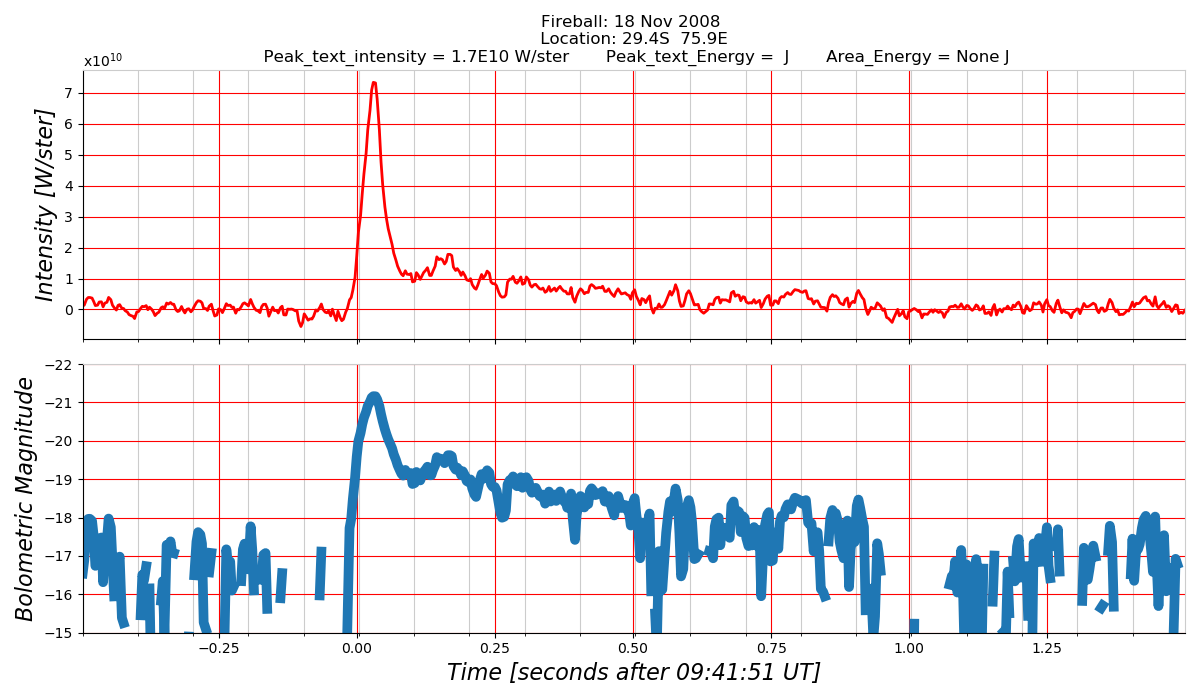 Fireball: 18 Nov 2008
Location: 29.4S  75.9E
Peak_text_intensity = 1.7E10 W/ster       Peak_text_Energy =  J       Area_Energy = None J
x10¹⁰
7
6
5
4
3
2
1
0
Intensity [W/ster]
−22
−21
−20
−19
−18
−17
−16
−15
Bolometric Magnitude
−0.25 0.00 0.25 0.50 0.75 1.00 1.25
Time [seconds after 09:41:51 UT]